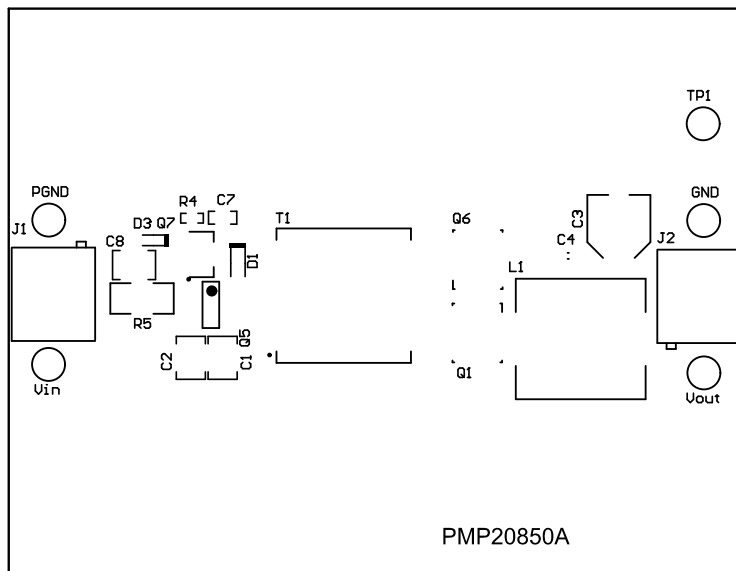 TP1
PGND
GND
J1
R4
C7
T1
Q6
C3
D3
Q7
C8
C4
J2
D1
L1
R5
Q5
C2
C1
Q1
Vin
Vout
PMP20850A